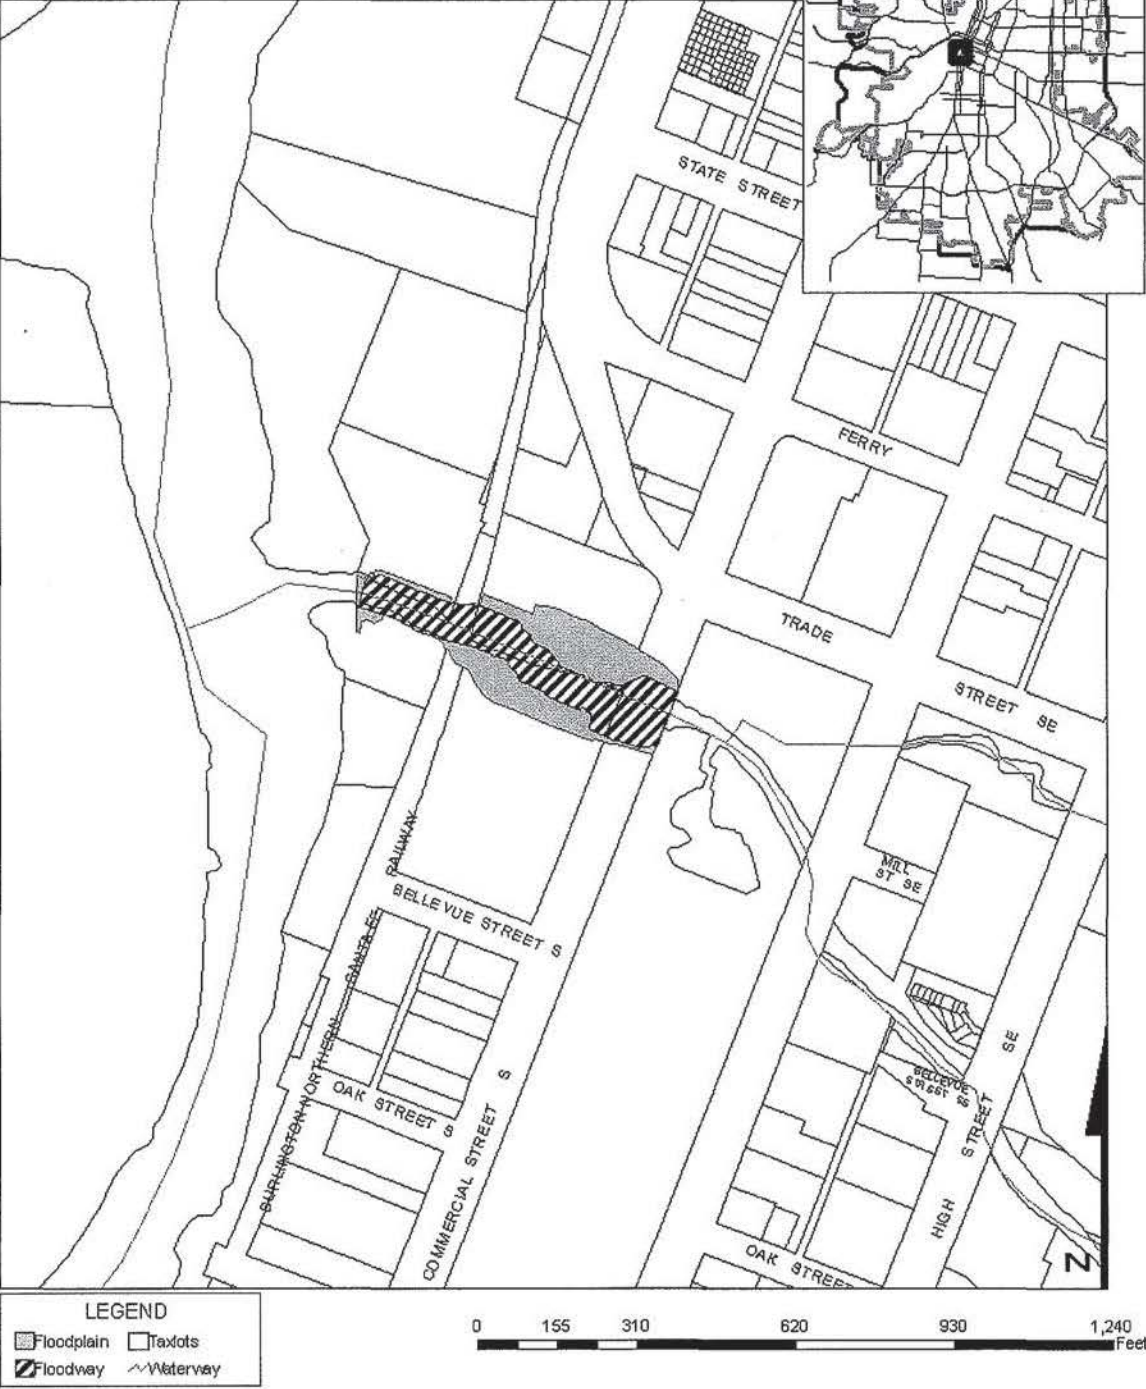 STATE STREET
FERRY
TRADE
STREET SE
MILL
ST SE
RAILWAY
BELLEVUE STREET S
SANTA FE
BURLINGTON NORTHERN
OAK STREET S
COMMERCIAL STREET S
BELLEVUE
STREET SE
HIGH STREET SE
OAK STREET
N
LEGEND
Floodplain Taxlots
Floodway Waterway
0 155 310 620 930 1,240
Feet